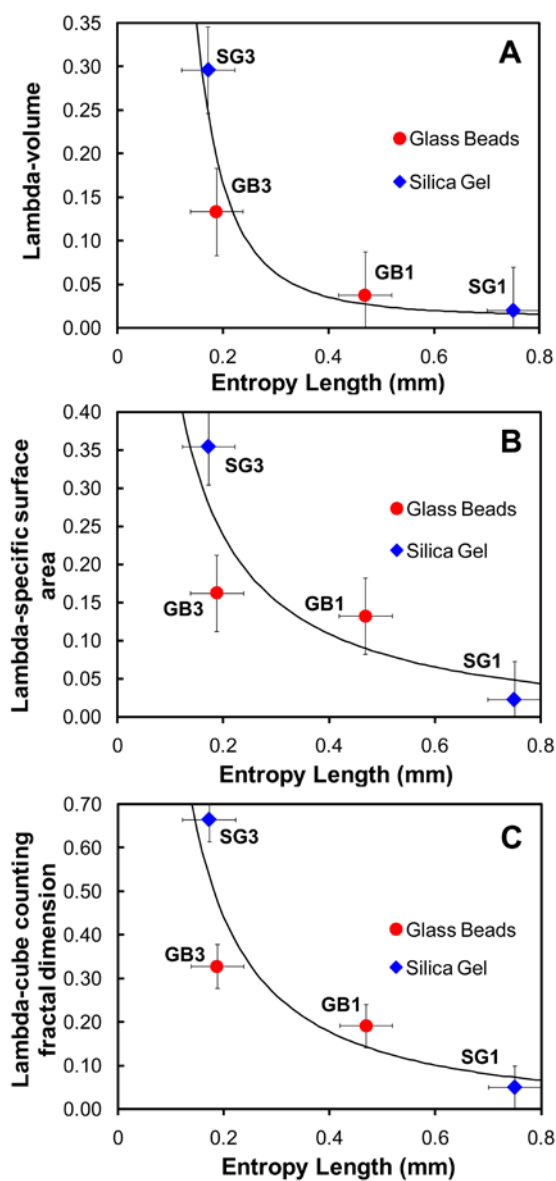 A
0.35
0.30
0.25
0.20
0.15
0.10
0.05
0.00
Lambda-volume
SG3
GB3
GB1
SG1
Glass Beads
Silica Gel
0 0.2 0.4 0.6 0.8
Entropy Length (mm)
B
0.40
0.35
0.30
0.25
0.20
0.15
0.10
0.05
0.00
Lambda-specific surface
area
SG3
GB3
GB1
SG1
Glass Beads
Silica Gel
0 0.2 0.4 0.6 0.8
Entropy Length (mm)
C
0.70
0.60
0.50
0.40
0.30
0.20
0.10
0.00
Lambda-cube counting
fractal dimension
SG3
GB3
GB1
SG1
Glass Beads
Silica Gel
0 0.2 0.4 0.6 0.8
Entropy Length (mm)